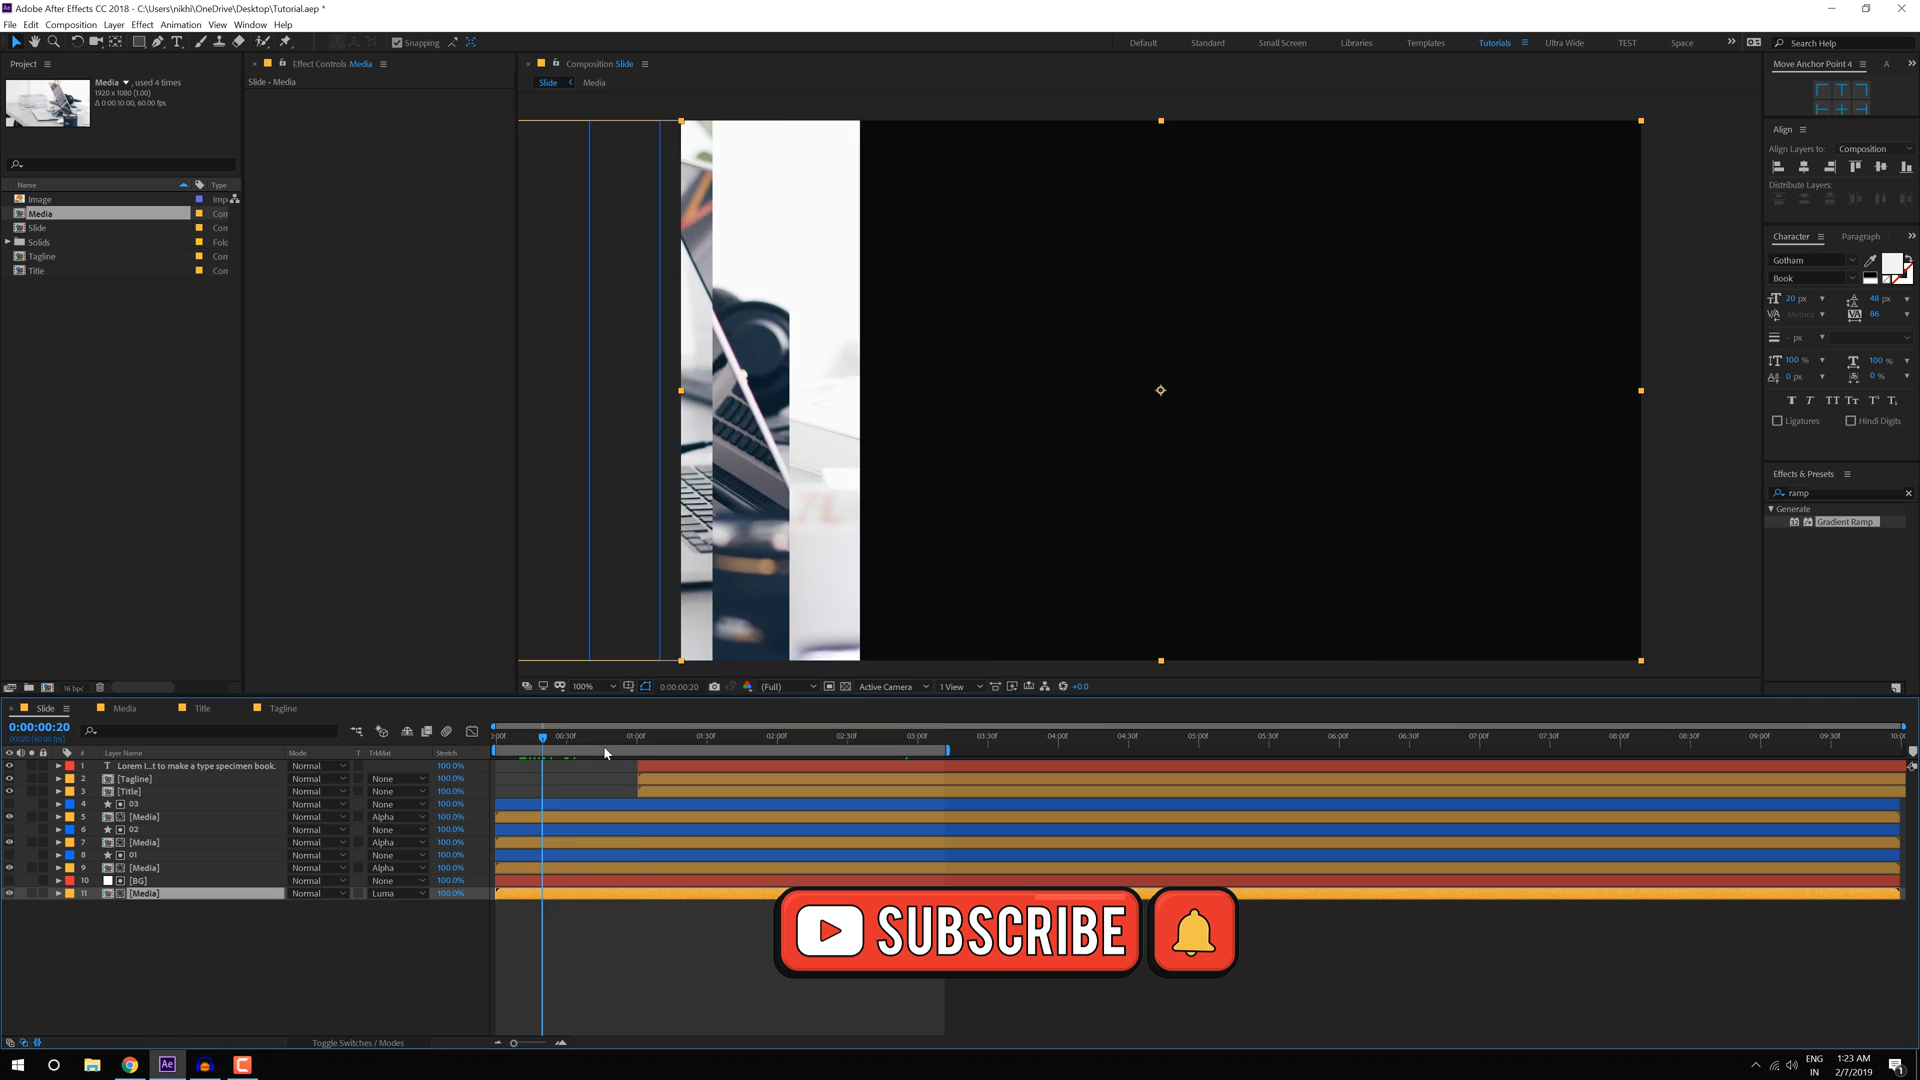 Adobe After Effects CC 2018 - C:\Users\nikhi\OneDrive\Desktop\Tutorial.aep *
File Edit Composition Layer Effect Animation View Window Help
Snapping
Default Standard Small Screen Libraries Templates Tutorials Ultra Wide TEST Space
Search Help
Project
Effect Controls Media
Composition Slide
Move Anchor Point 4
A
Media , used 4 times
1920 x 1080 (1.00)
Δ 0:00:10:00, 60.00 fps
Slide • Media
Slide Media
Align
Align Layers to: Composition
Distribute Layers:
Name Type
Image Imp
Media Con
Slide Con
Solids Folc
Tagline Con
Title Con
Character Paragraph
Gotham
Book
20 px 48 px
Metrics 86
- px
100 % 100 %
0 px 0 %
T T TT Tт T¹ T₁
Ligatures Hindi Digits
Effects & Presets
ramp
Generate
Gradient Ramp
16 bpc
100% 0:00:00:20 (Full) Active Camera 1 View +0.0
Slide Media Title Tagline
0:00:00:20
00020 (60.00 fps)
:00f 00:30f 01:00f 01:30f 02:00f 02:30f 03:00f 03:30f 04:00f 04:30f 05:00f 05:30f 06:00f 06:30f 07:00f 07:30f 08:00f 08:30f 09:00f 09:30f 10:00
# Layer Name Mode T TrkMat Stretch
1 T Lorem I...t to make a type specimen book. Normal 100.0%
2 [Tagline] Normal None 100.0%
3 [Title] Normal None 100.0%
4 03 Normal None 100.0%
5 [Media] Normal Alpha 100.0%
6 02 Normal None 100.0%
7 [Media] Normal Alpha 100.0%
8 01 Normal None 100.0%
9 [Media] Normal Alpha 100.0%
10 [BG] Normal None 100.0%
11 [Media] Normal Luma 100.0%
SUBSCRIBE
Toggle Switches / Modes
Ae
ENG
IN
1:23 AM
2/7/2019
1